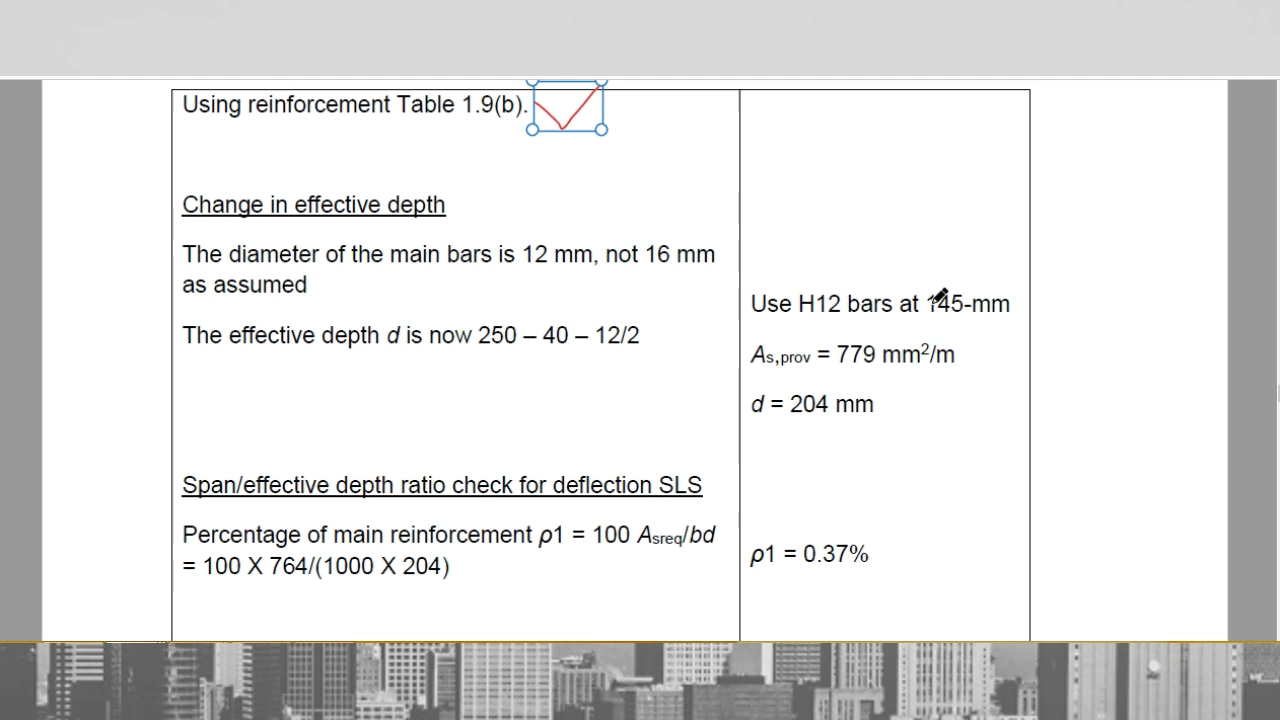 Using reinforcement Table 1.9(b).
Change in effective depth
The diameter of the main bars is 12 mm, not 16 mm
as assumed
The effective depth d is now 250 – 40 – 12/2
Use H12 bars at 145-mm
As,prov = 779 mm²/m
d = 204 mm
Span/effective depth ratio check for deflection SLS
Percentage of main reinforcement ρ1 = 100 Asreq/bd
= 100 X 764/(1000 X 204)
ρ1 = 0.37%